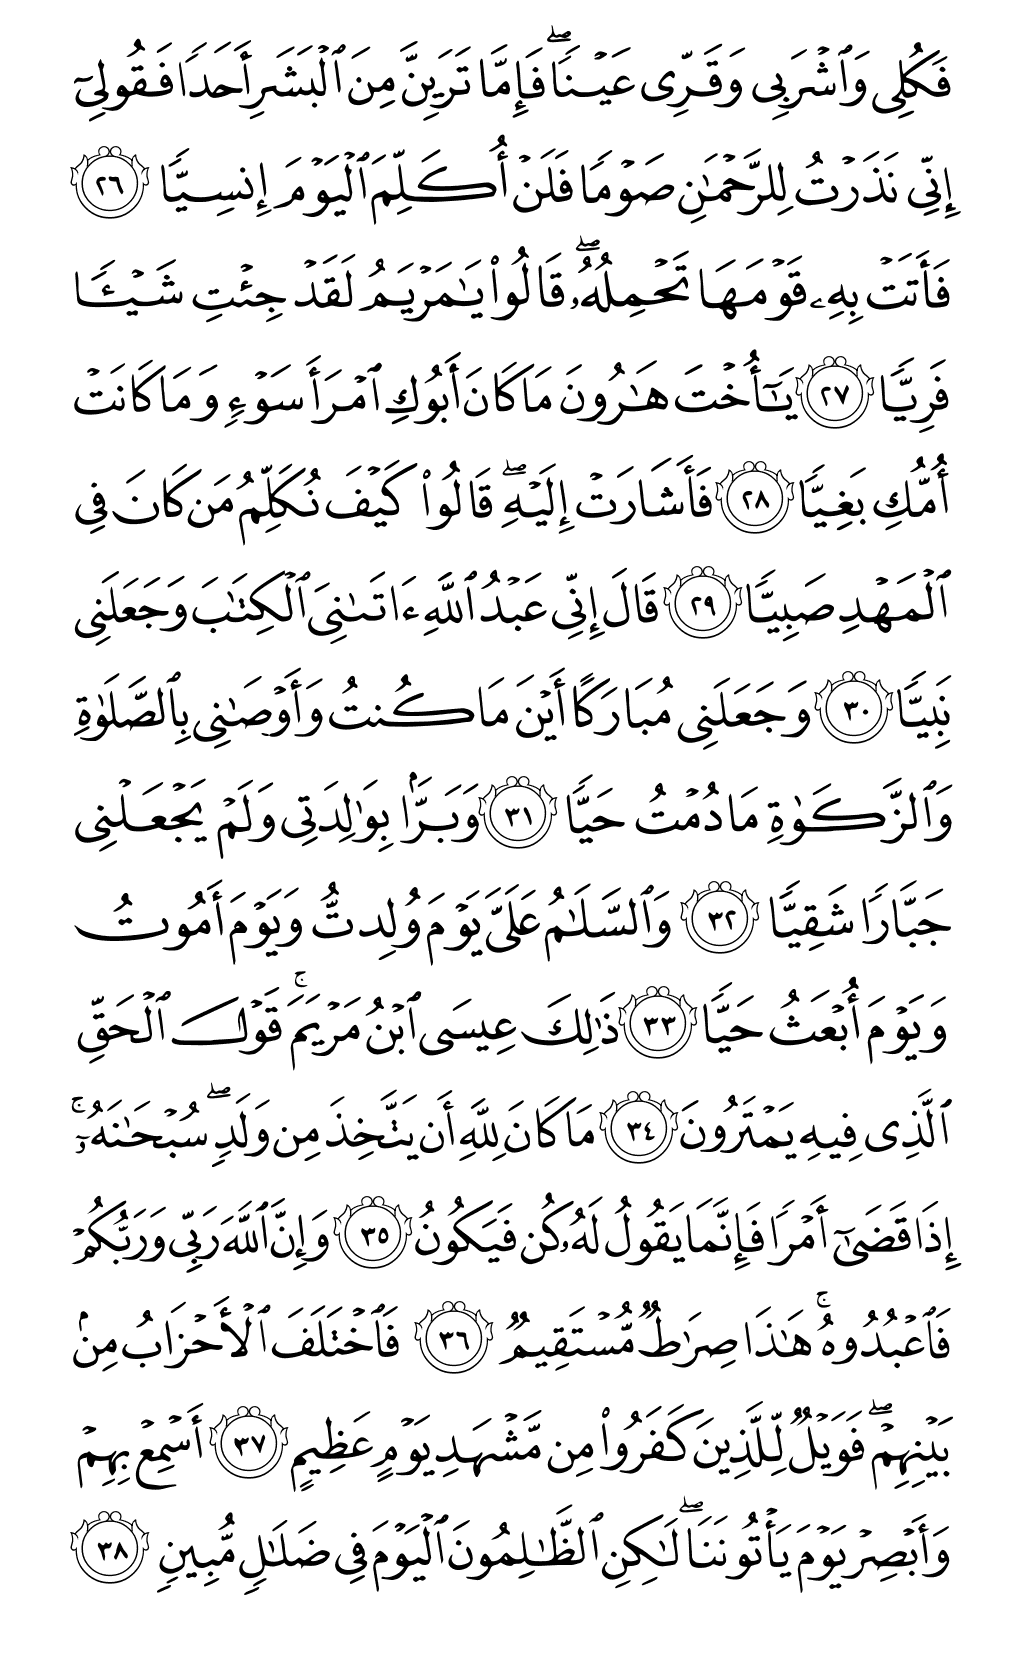 فَكُلِى وَٱشْرَبِى وَقَرِّى عَيْنًۭا ۖ فَإِمَّا تَرَيِنَّ مِنَ ٱلْبَشَرِ أَحَدًۭا فَقُولِىٓ
إِنِّى نَذَرْتُ لِلرَّحْمَـٰنِ صَوْمًۭا فَلَنْ أُكَلِّمَ ٱلْيَوْمَ إِنسِيًّۭا ٢٦
فَأَتَتْ بِهِۦ قَوْمَهَا تَحْمِلُهُۥ ۖ قَالُوا۟ يَـٰمَرْيَمُ لَقَدْ جِئْتِ شَيْـًۭٔا
فَرِيًّۭا ٢٧ يَـٰٓأُخْتَ هَـٰرُونَ مَا كَانَ أَبُوكِ ٱمْرَأَ سَوْءٍۢ وَمَا كَانَتْ
أُمُّكِ بَغِيًّۭا ٢٨ فَأَشَارَتْ إِلَيْهِ ۖ قَالُوا۟ كَيْفَ نُكَلِّمُ مَن كَانَ فِى
ٱلْمَهْدِ صَبِيًّۭا ٢٩ قَالَ إِنِّى عَبْدُ ٱللَّهِ ءَاتَىٰنِىَ ٱلْكِتَـٰبَ وَجَعَلَنِى
نَبِيًّۭا ٣٠ وَجَعَلَنِى مُبَارَكًا أَيْنَ مَا كُنتُ وَأَوْصَـٰنِى بِٱلصَّلَوٰةِ
وَٱلزَّكَوٰةِ مَا دُمْتُ حَيًّۭا ٣١ وَبَرًّۢا بِوَٰلِدَتِى وَلَمْ يَجْعَلْنِى
جَبَّارًۭا شَقِيًّۭا ٣٢ وَٱلسَّلَـٰمُ عَلَىَّ يَوْمَ وُلِدتُّ وَيَوْمَ أَمُوتُ
وَيَوْمَ أُبْعَثُ حَيًّۭا ٣٣ ذَٰلِكَ عِيسَى ٱبْنُ مَرْيَمَ ۚ قَوْلَ ٱلْحَقِّ
ٱلَّذِى فِيهِ يَمْتَرُونَ ٣٤ مَا كَانَ لِلَّهِ أَن يَتَّخِذَ مِن وَلَدٍۢ ۖ سُبْحَـٰنَهُۥٓ ۚ
إِذَا قَضَىٰٓ أَمْرًۭا فَإِنَّمَا يَقُولُ لَهُۥ كُن فَيَكُونُ ٣٥ وَإِنَّ ٱللَّهَ رَبِّى وَرَبُّكُمْ
فَٱعْبُدُوهُ ۚ هَـٰذَا صِرَٰطٌۭ مُّسْتَقِيمٌۭ ٣٦ فَٱخْتَلَفَ ٱلْأَحْزَابُ مِنۢ
بَيْنِهِمْ ۖ فَوَيْلٌۭ لِّلَّذِينَ كَفَرُوا۟ مِن مَّشْهَدِ يَوْمٍ عَظِيمٍ ٣٧ أَسْمِعْ بِهِمْ
وَأَبْصِرْ يَوْمَ يَأْتُونَنَا ۖ لَـٰكِنِ ٱلظَّـٰلِمُونَ ٱلْيَوْمَ فِى ضَلَـٰلٍۢ مُّبِينٍۢ ٣٨